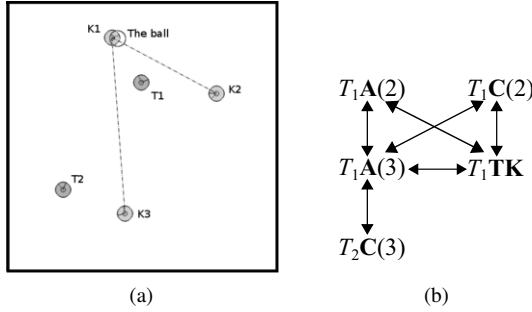 K1
The ball
T1
K2
T2
K3
(a)
T₁A(2) T₁C(2)
T₁A(3) T₁TK
T₂C(3)
(b)